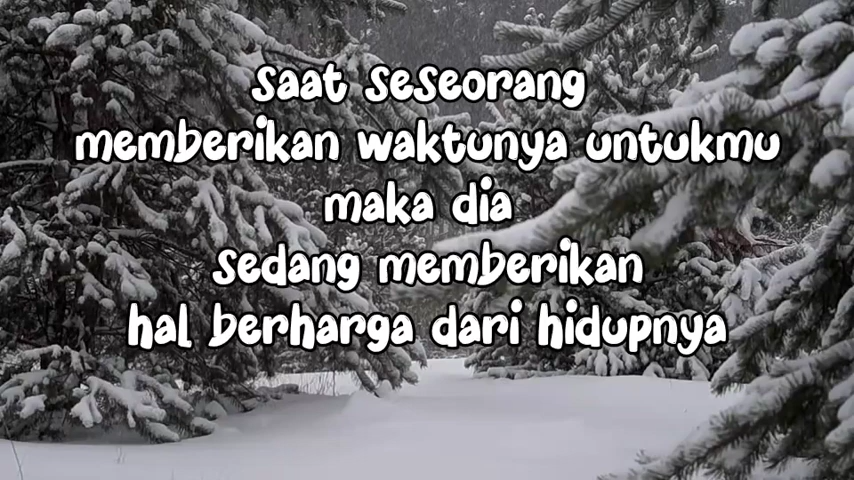 saat seseorang
memberikan waktunya untukmu
maka dia
sedang memberikan
hal berharga dari hidupnya